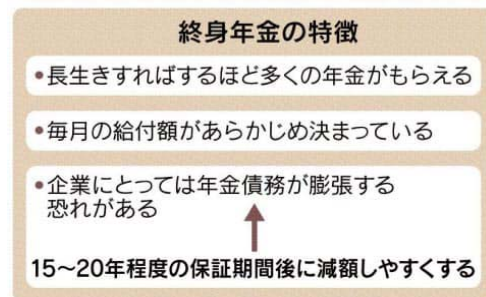 終身年金の特徴
•長生きすればするほど多くの年金がもらえる
•毎月の給付額があらかじめ決まっている
•企業にとっては年金債務が膨張する
恐れがある
15〜20年程度の保証期間後に減額しやすくする